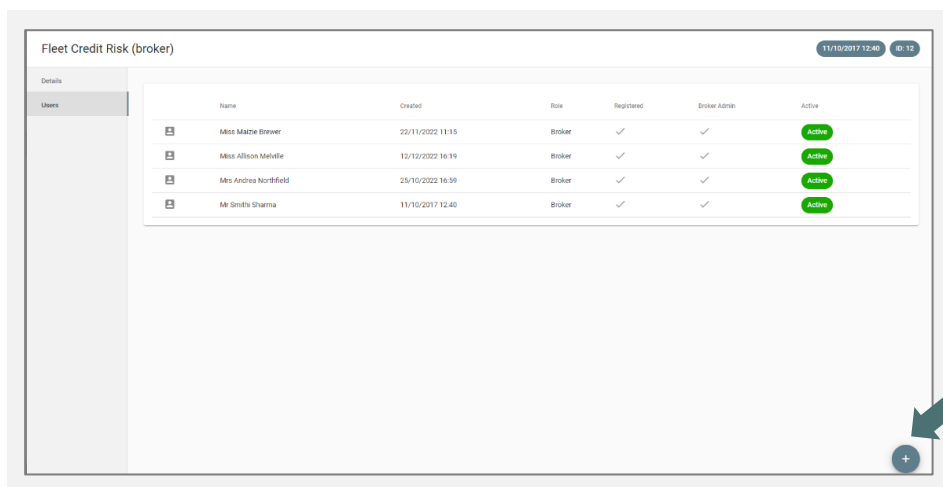 Fleet Credit Risk (broker) 11/10/2017 12:40 ID: 12
Details
Users
Name Created Role Registered Broker Admin Active
Miss Maizie Brewer 22/11/2022 11:15 Broker Active
Miss Allison Melville 12/12/2022 16:19 Broker Active
Mrs Andrea Northfield 25/10/2022 16:59 Broker Active
Mr Smithi Sharma 11/10/2017 12:40 Broker Active
+